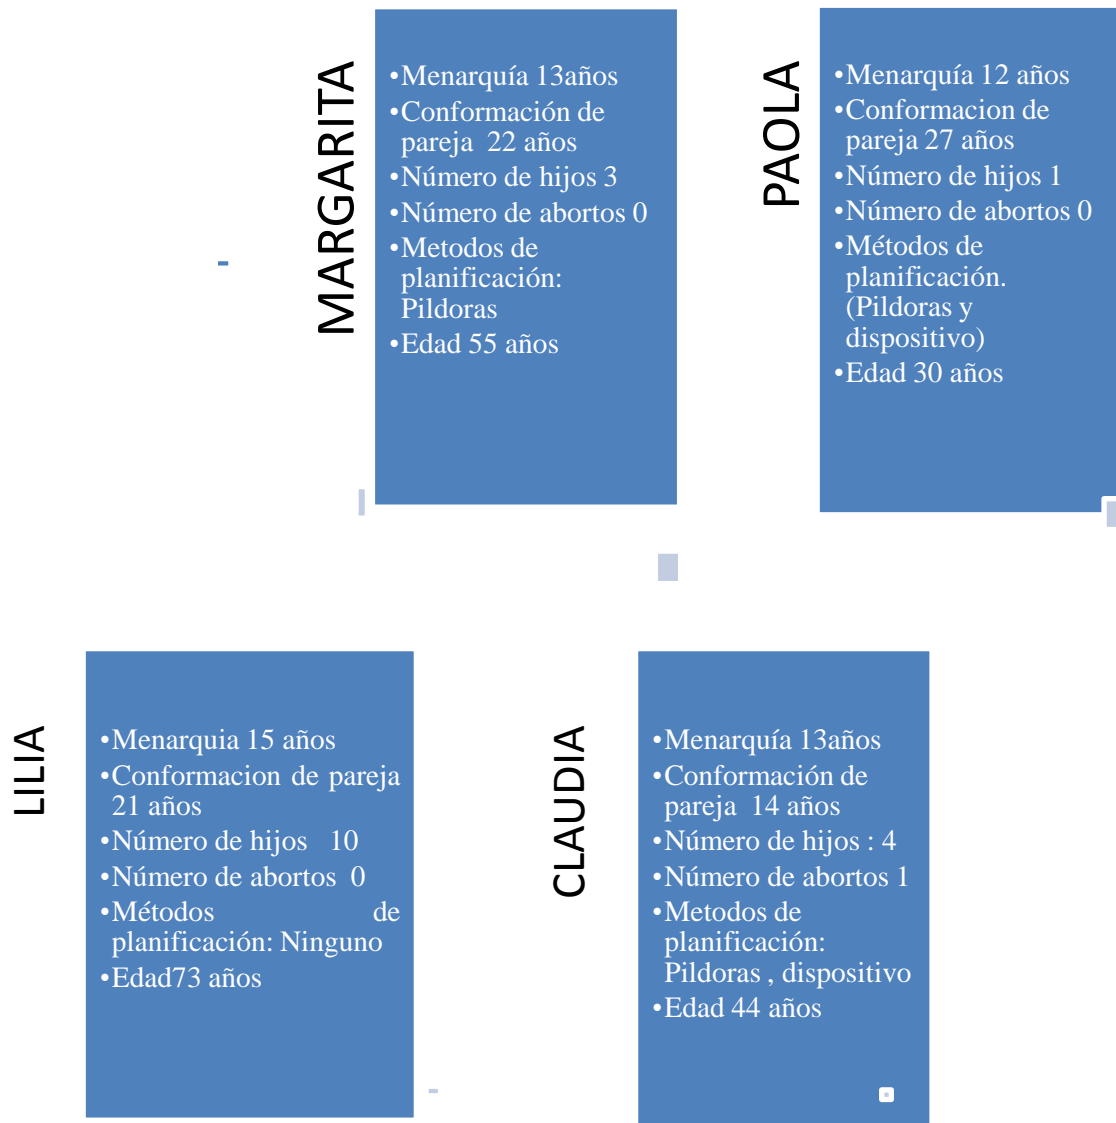 MARGARITA
•Menarquía 13años
•Conformación de
pareja 22 años
•Número de hijos 3
•Número de abortos 0
•Metodos de
planificación:
Pildoras
•Edad 55 años
PAOLA
•Menarquía 12 años
•Conformacion de
pareja 27 años
•Número de hijos 1
•Número de abortos 0
•Métodos de
planificación.
(Pildoras y
dispositivo)
•Edad 30 años
LILIA
•Menarquia 15 años
•Conformacion de pareja
21 años
•Número de hijos 10
•Número de abortos 0
•Métodos de
planificación: Ninguno
•Edad73 años
CLAUDIA
•Menarquía 13años
•Conformación de
pareja 14 años
•Número de hijos : 4
•Número de abortos 1
•Metodos de
planificación:
Pildoras , dispositivo
•Edad 44 años